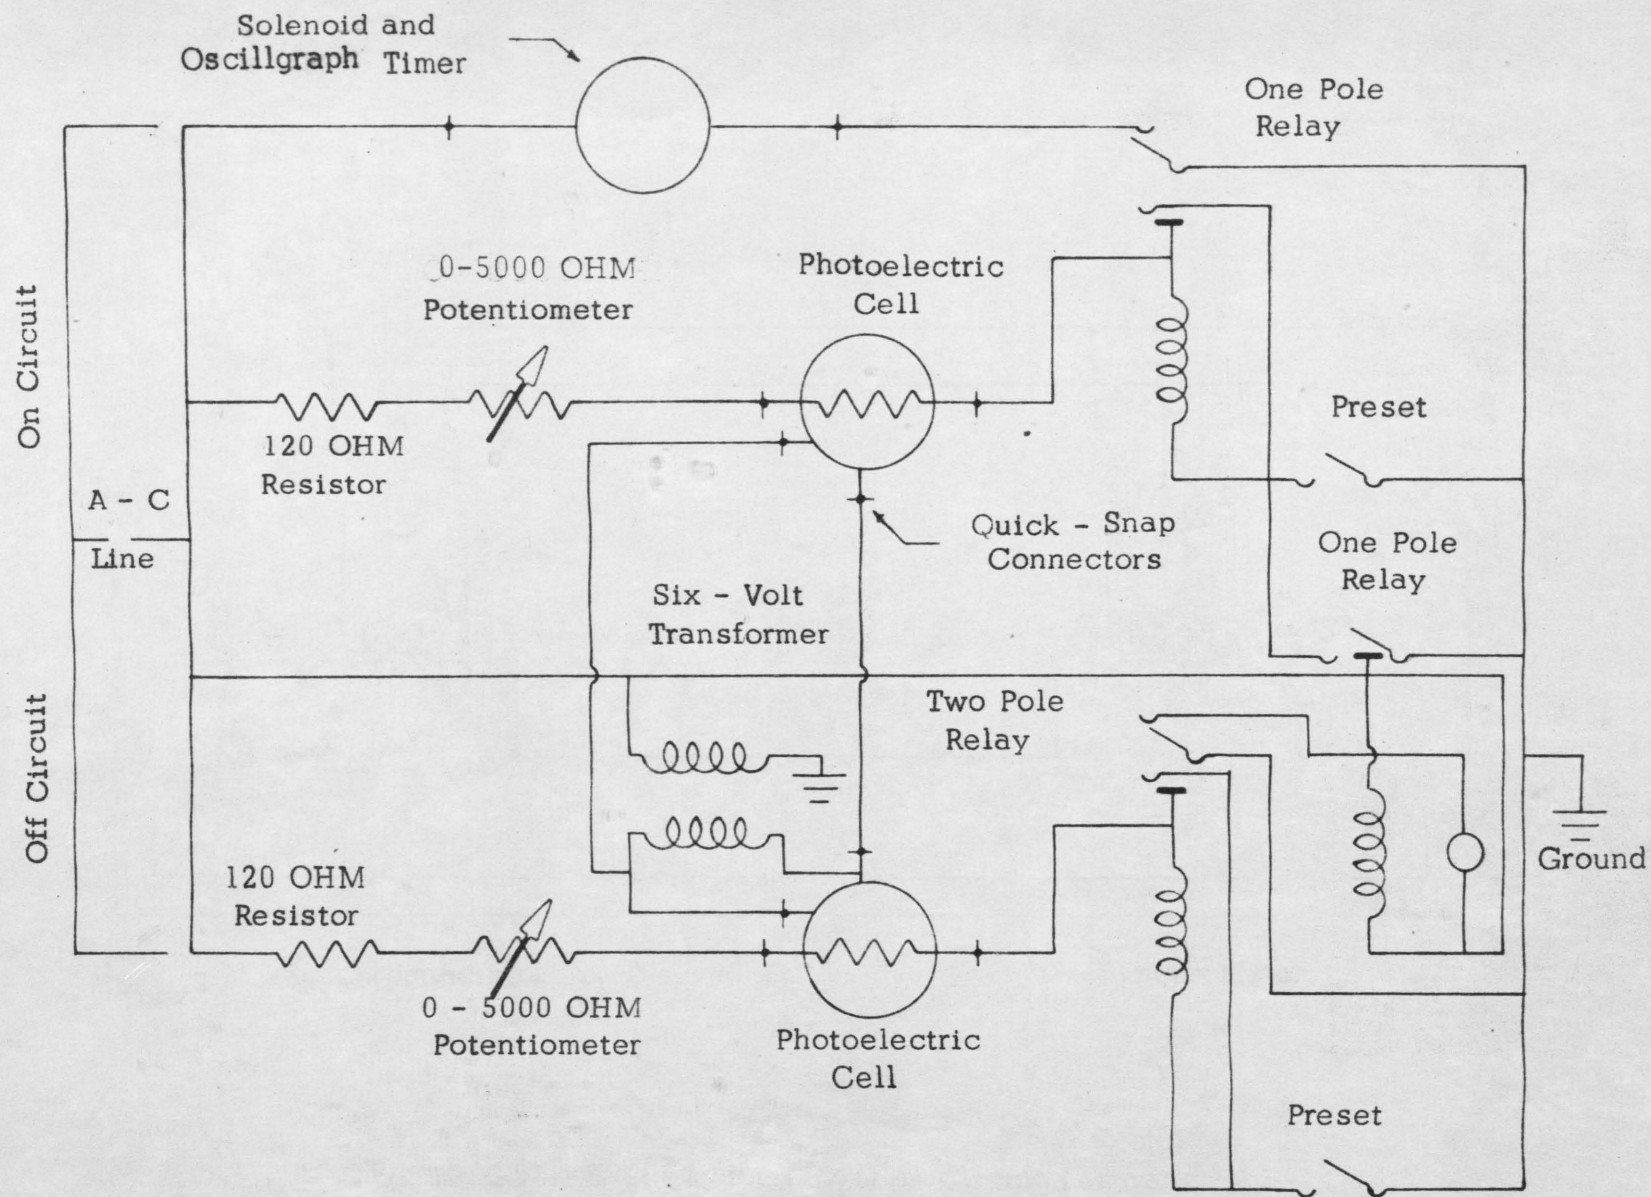 Solenoid and
Oscillgraph Timer
One Pole
Relay
0-5000 OHM
Potentiometer
Photoelectric
Cell
On Circuit
120 OHM
Resistor
Preset
A - C
Line
Quick - Snap
Connectors
One Pole
Relay
Six - Volt
Transformer
Off Circuit
Two Pole
Relay
Ground
120 OHM
Resistor
0 - 5000 OHM
Potentiometer
Photoelectric
Cell
Preset